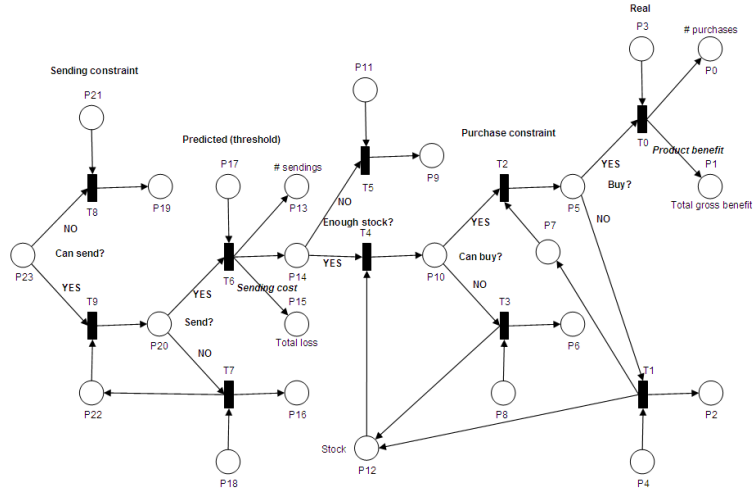 Real
P3
# purchases
P0
Sending constraint
P21
P11
Predicted (threshold)
P17
# sendings
P13
Purchase constraint
T0
YES
Product benefit
P1
Total gross benefit
T8
P19
NO
T5
P9
T2
P5
Buy?
NO
Enough stock?
T4
YES
P7
P23
Can send?
YES
T9
P20
YES
T6
P14
YES
Sending cost
P15
Total loss
P10
Can buy?
NO
T3
P6
Send?
NO
T7
P16
P22
P18
P8
Stock
P12
T1
P2
P4
NO